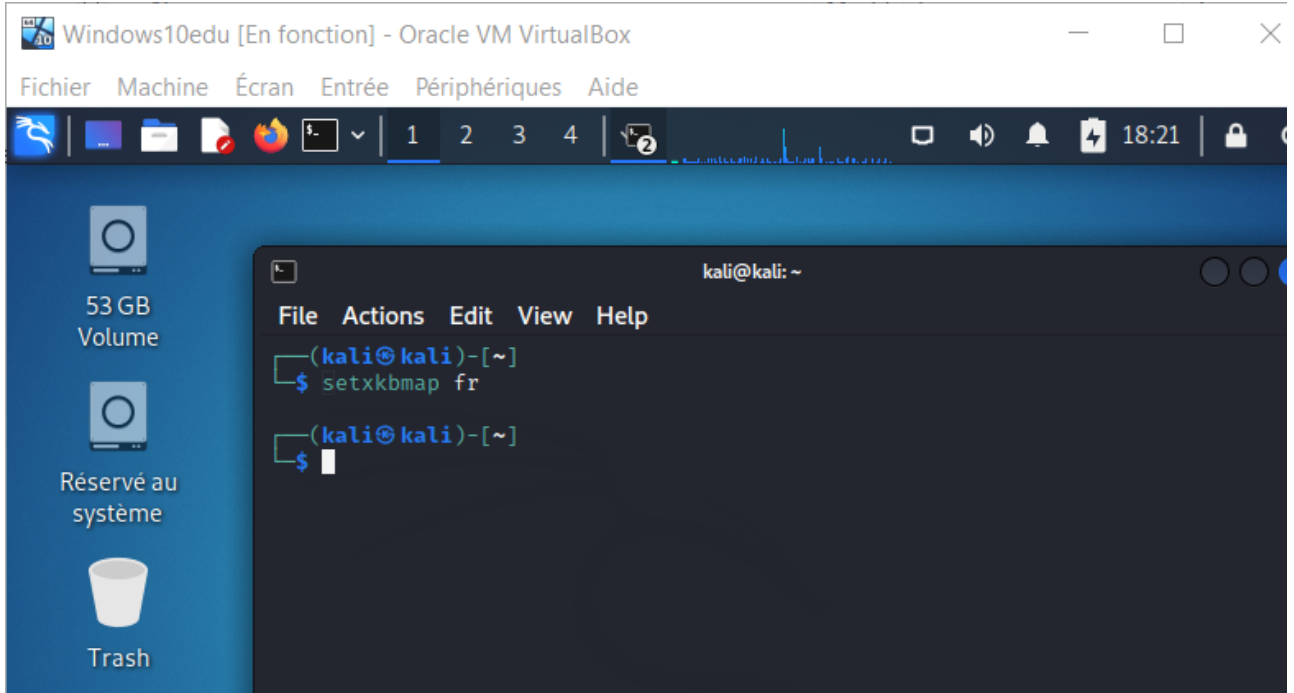 Windows10edu [En fonction] - Oracle VM VirtualBox
Fichier Machine Écran Entrée Périphériques Aide
1 2 3 4 2 18:21
53 GB
Volume
Réservé au
système
Trash
kali@kali: ~
File Actions Edit View Help
┌──(kali㉿kali)-[~]
└─$ setxkbmap fr
┌──(kali㉿kali)-[~]
└─$